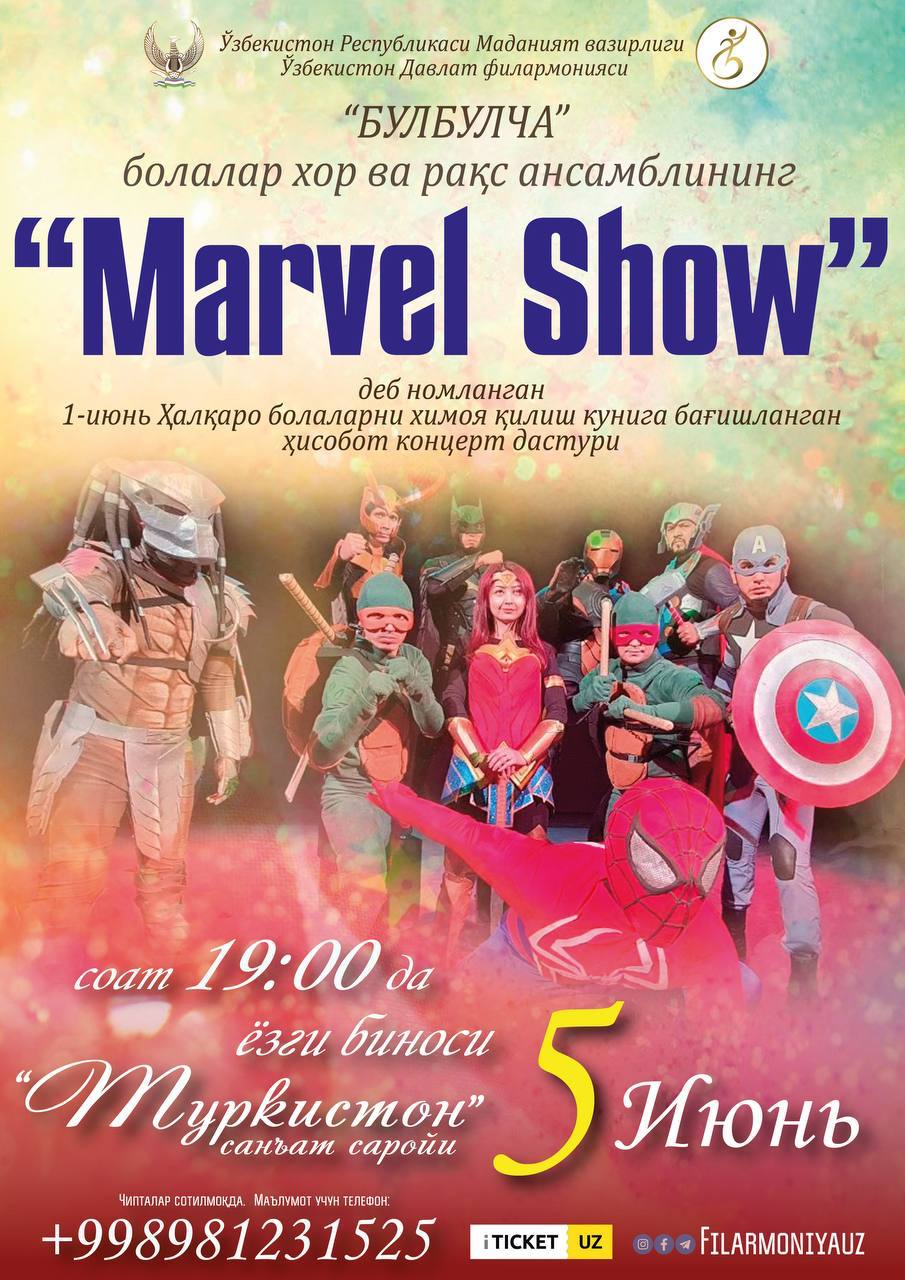 Ўзбекистон Республикаси Маданият вазирлиги
Ўзбекистон Давлат филармонияси
“БУЛБУЛЧА”
болалар хор ва рақс ансамблининг
“Marvel Show”
деб номланган
1-июнь Ҳалқаро болаларни химоя қилиш кунига бағишланган
ҳисобот концерт дастури
A
соат 19:00 да
ёзги биноси
“Туркистон”
санъат саройи
5 Июнь
Чипталар сотилмоқда. Маълумот учун телефон:
+998981231525
iTICKET UZ
FILARMONIYAUZ